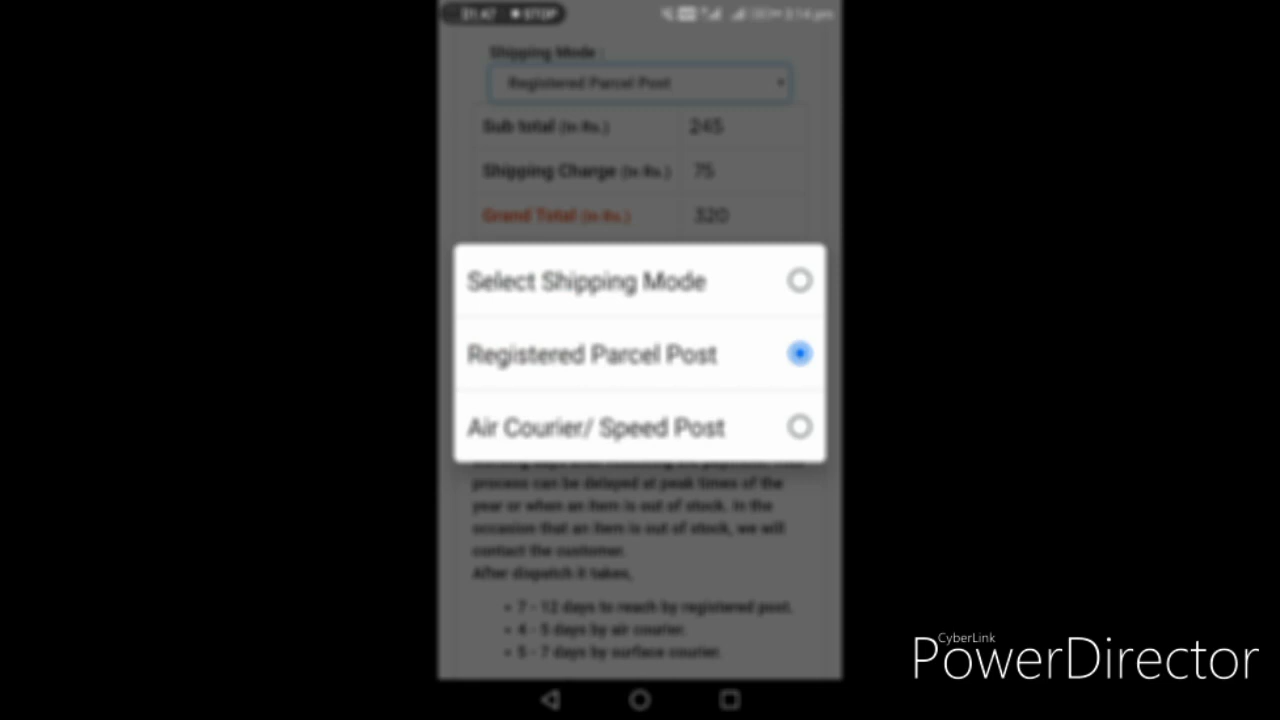 STOP
3:14 pm
Shipping Mode :
Registered Parcel Post
Sub total (In Rs.) 245
Shipping Charge (In Rs.) 75
Grand Total (In Rs.) 320
Select Shipping Mode
Registered Parcel Post
Air Courier/ Speed Post
process can be delayed at peak times of the
year or when an item is out of stock. In the
occasion that an item is out of stock, we will
contact the customer.
After dispatch it takes,
• 7 - 12 days to reach by registered post.
• 4 - 5 days by air courier.
• 5 - 7 days by surface courier.
CyberLink
PowerDirector